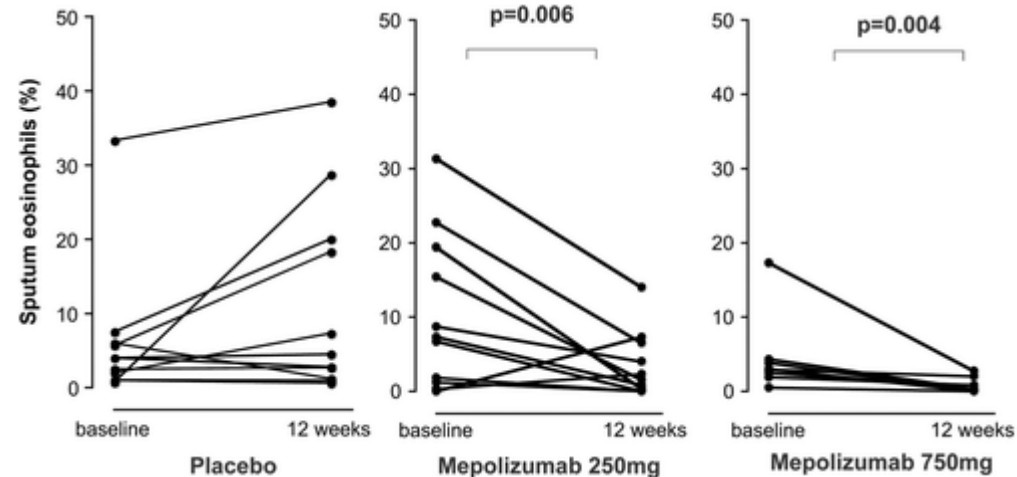 p=0.006
p=0.004
Sputum eosinophils (%)
50
40
30
20
10
0
50
40
30
20
10
0
50
40
30
20
10
0
baseline 12 weeks
baseline 12 weeks
baseline 12 weeks
Placebo
Mepolizumab 250mg
Mepolizumab 750mg